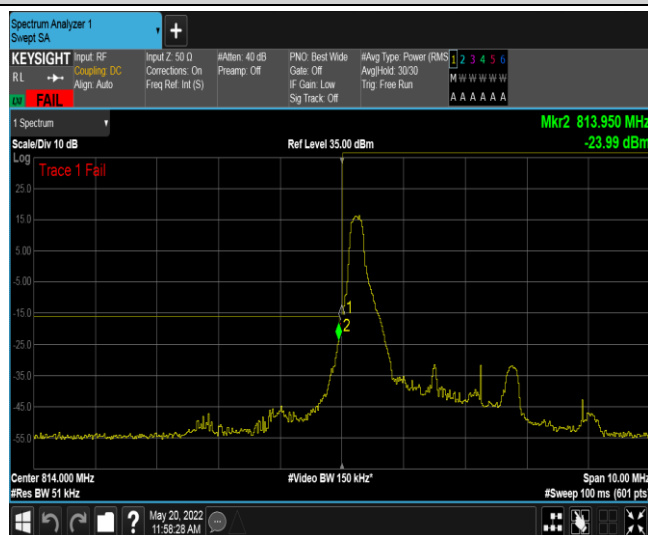 Spectrum Analyzer 1
Swept SA
+
KEYSIGHT Input: RF Input Z: 50 Ω #Atten: 40 dB PNO: Best Wide #Avg Type: Power (RMS 1 2 3 4 5 6
RL Coupling: DC Corrections: On Preamp: Off Gate: Off Avg|Hold: 30/30 M W W W W W
Align: Auto Freq Ref: Int (S) IF Gain: Low Trig: Free Run
FAIL Sig Track: Off A A A A A A
1 Spectrum Mkr2 813.950 MHz
Scale/Div 10 dB Ref Level 35.00 dBm -23.99 dBm
Log
Trace 1 Fail
25.0
15.0
5.00
-5.00
-15.0
1
2
-25.0
-35.0
-45.0
-55.0
Center 814.000 MHz #Video BW 150 kHz* Span 10.00 MHz
#Res BW 51 kHz #Sweep 100 ms (601 pts)
? May 20, 2022
11:58:28 AM